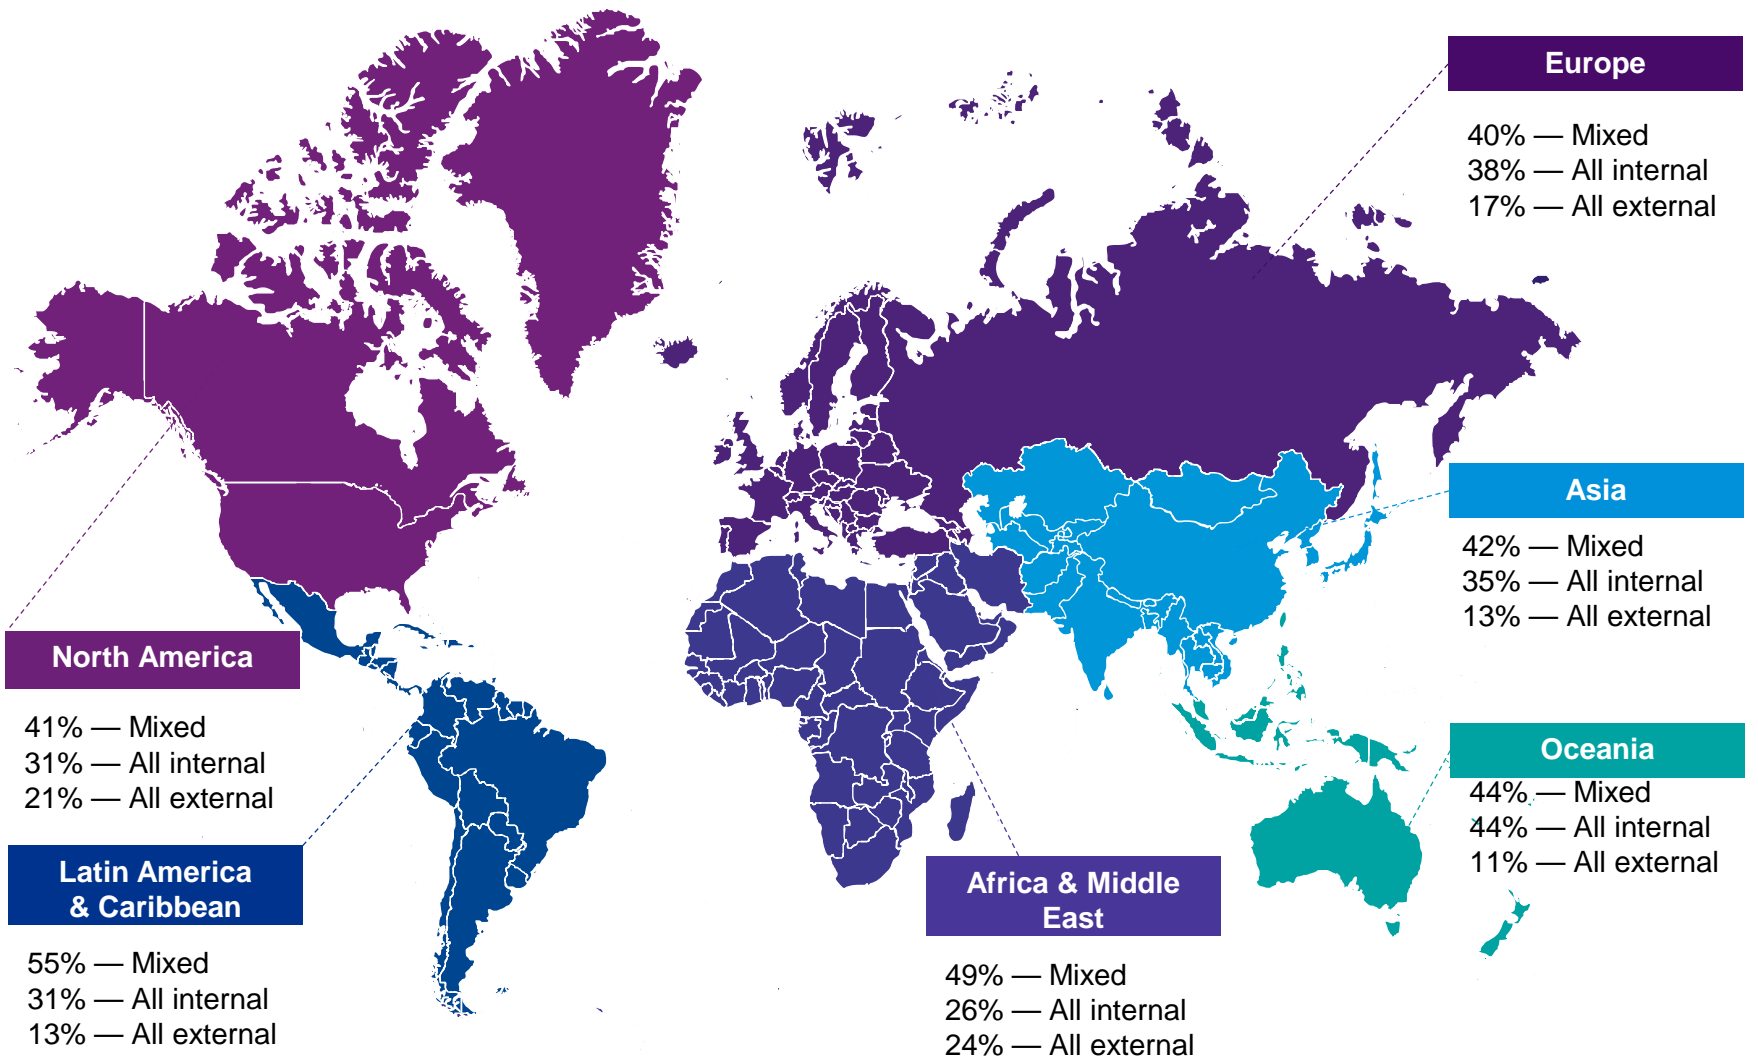 Europe
40% — Mixed
38% — All internal
17% — All external
Asia
42% — Mixed
35% — All internal
13% — All external
North America
41% — Mixed
31% — All internal
21% — All external
Oceania
44% — Mixed
44% — All internal
11% — All external
Latin America
& Caribbean
55% — Mixed
31% — All internal
13% — All external
Africa & Middle
East
49% — Mixed
26% — All internal
24% — All external